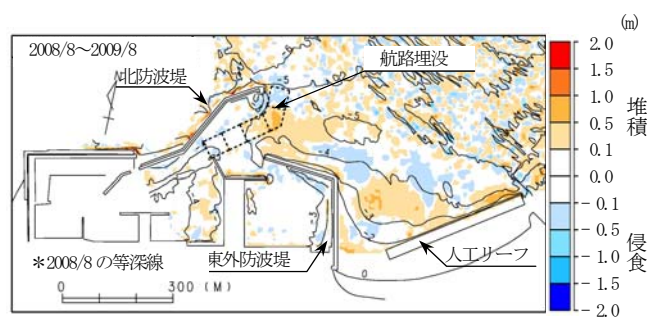 (m)
2008/8〜2009/8
北防波堤
航路埋没
東外防波堤
人工リーフ
*2008/8 の等深線
0 300 (M)
2.0
1.5
1.0
0.5
0.1
0.0
-0.1
-0.5
-1.0
-1.5
-2.0
堆積
侵食